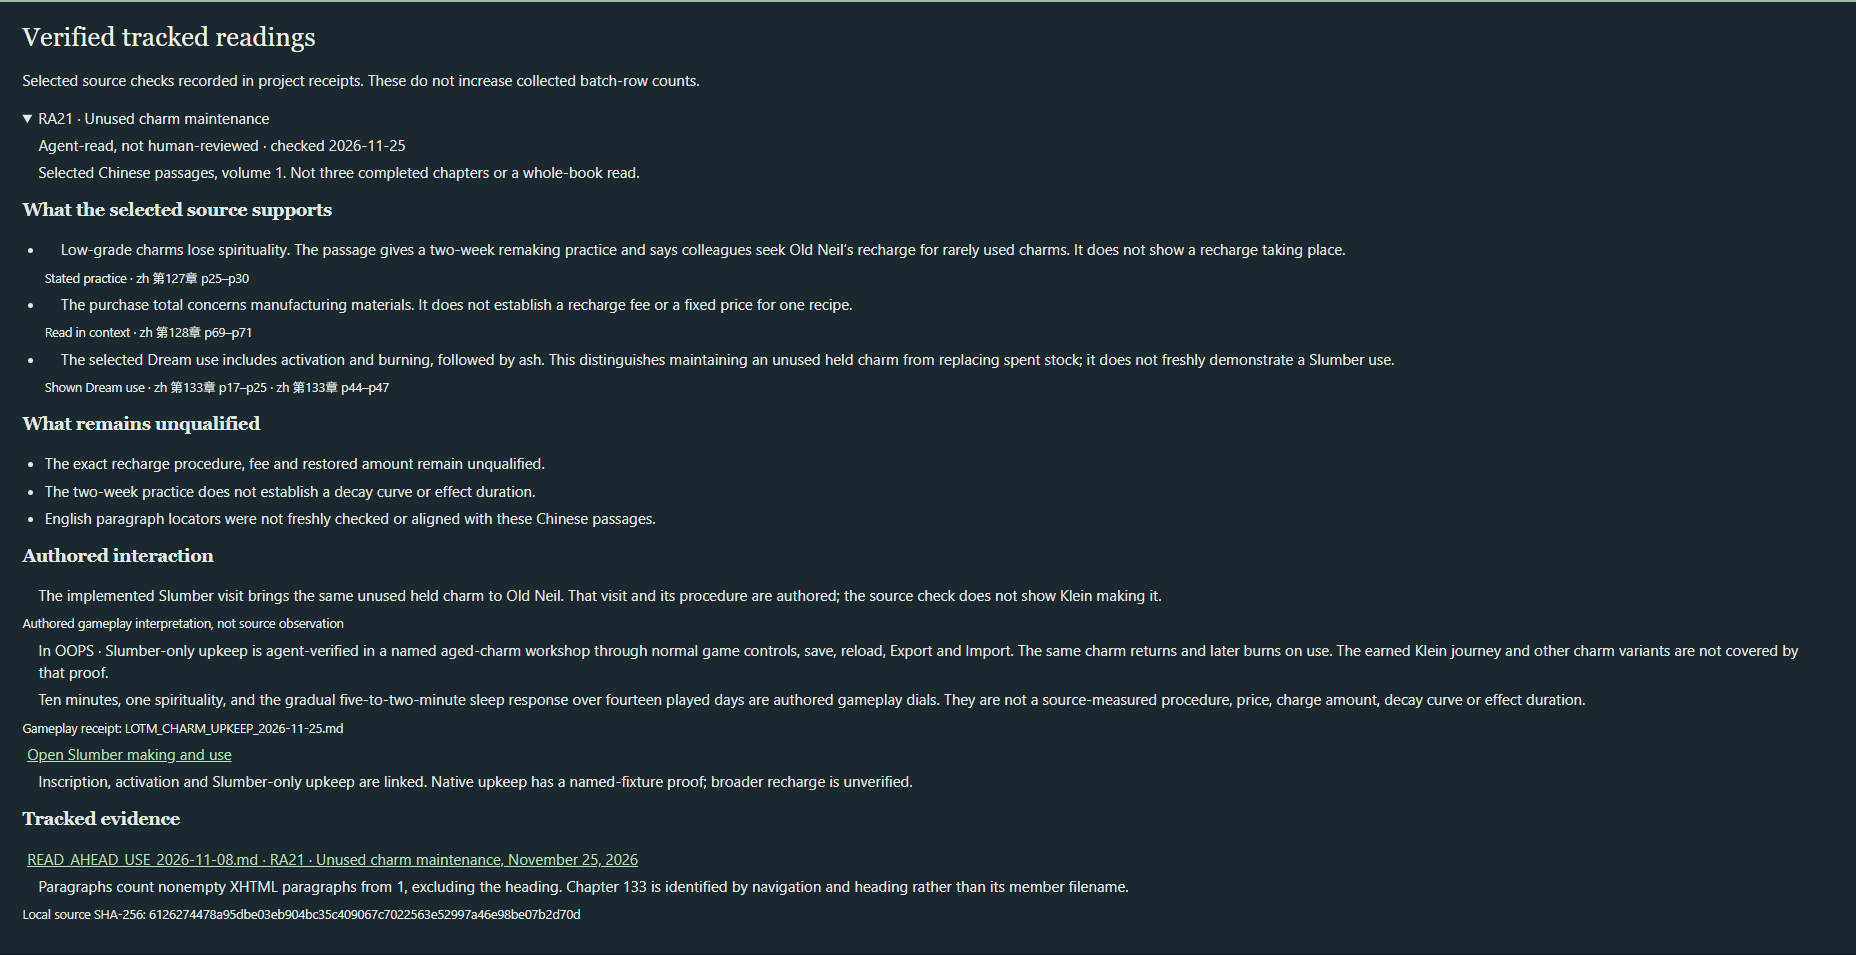 Verified tracked readings
Selected source checks recorded in project receipts. These do not increase collected batch-row counts.
▼ RA21 · Unused charm maintenance
Agent-read, not human-reviewed · checked 2026-11-25
Selected Chinese passages, volume 1. Not three completed chapters or a whole-book read.
What the selected source supports
• Low-grade charms lose spirituality. The passage gives a two-week remaking practice and says colleagues seek Old Neil's recharge for rarely used charms. It does not show a recharge taking place.
Stated practice · zh 第127章 p25–p30
• The purchase total concerns manufacturing materials. It does not establish a recharge fee or a fixed price for one recipe.
Read in context · zh 第128章 p69–p71
• The selected Dream use includes activation and burning, followed by ash. This distinguishes maintaining an unused held charm from replacing spent stock; it does not freshly demonstrate a Slumber use.
Shown Dream use · zh 第133章 p17–p25 · zh 第133章 p44–p47
What remains unqualified
• The exact recharge procedure, fee and restored amount remain unqualified.
• The two-week practice does not establish a decay curve or effect duration.
• English paragraph locators were not freshly checked or aligned with these Chinese passages.
Authored interaction
The implemented Slumber visit brings the same unused held charm to Old Neil. That visit and its procedure are authored; the source check does not show Klein making it.
Authored gameplay interpretation, not source observation
In OOPS · Slumber-only upkeep is agent-verified in a named aged-charm workshop through normal game controls, save, reload, Export and Import. The same charm returns and later burns on use. The earned Klein journey and other charm variants are not covered by
that proof.
Ten minutes, one spirituality, and the gradual five-to-two-minute sleep response over fourteen played days are authored gameplay dials. They are not a source-measured procedure, price, charge amount, decay curve or effect duration.
Gameplay receipt: LOTM_CHARM_UPKEEP_2026-11-25.md
Open Slumber making and use
Inscription, activation and Slumber-only upkeep are linked. Native upkeep has a named-fixture proof; broader recharge is unverified.
Tracked evidence
READ_AHEAD_USE_2026-11-08.md · RA21 · Unused charm maintenance, November 25, 2026
Paragraphs count nonempty XHTML paragraphs from 1, excluding the heading. Chapter 133 is identified by navigation and heading rather than its member filename.
Local source SHA-256: 6126274478a95dbe03eb904bc35c409067c7022563e52997a46e98be07b2d70d